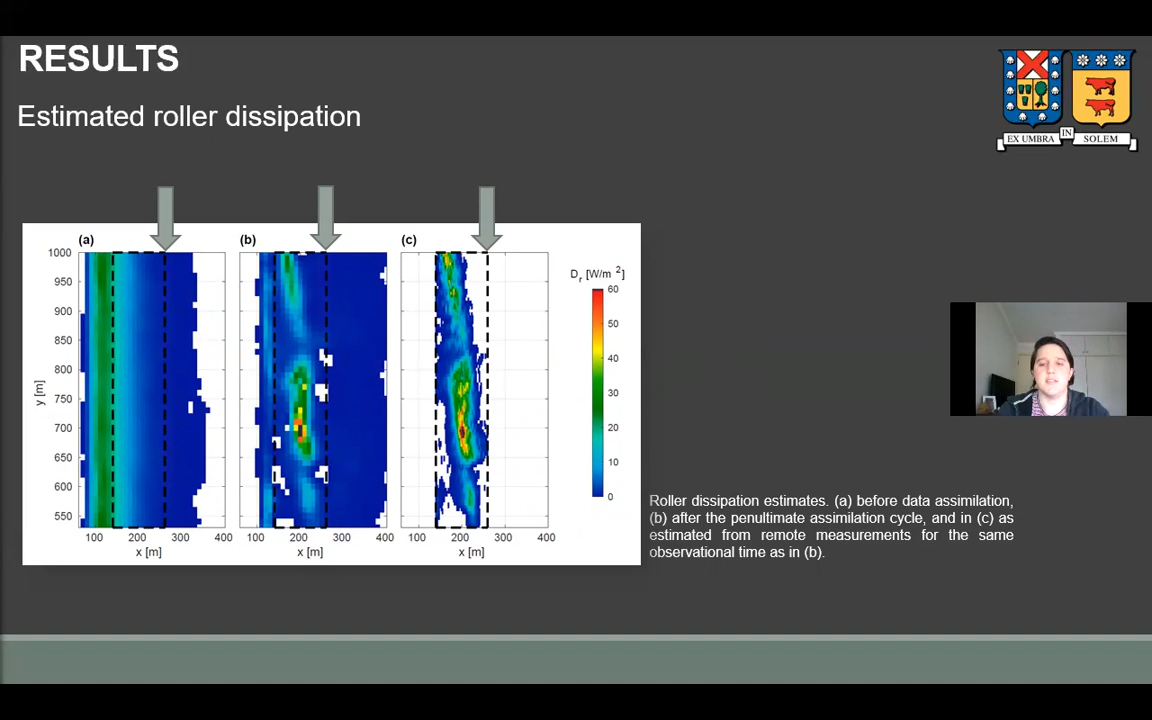 RESULTS
Estimated roller dissipation
EX UMBRA IN SOLEM
(a)
(b)
(c)
1000
950
900
850
800
750
700
650
600
550
y [m]
100 200 300 400
x [m]
100 200 300 400
x [m]
100 200 300 400
x [m]
D r [W/m 2]
60
50
40
30
20
10
0
Roller dissipation estimates. (a) before data assimilation,
(b) after the penultimate assimilation cycle, and in (c) as
estimated from remote measurements for the same
observational time as in (b).